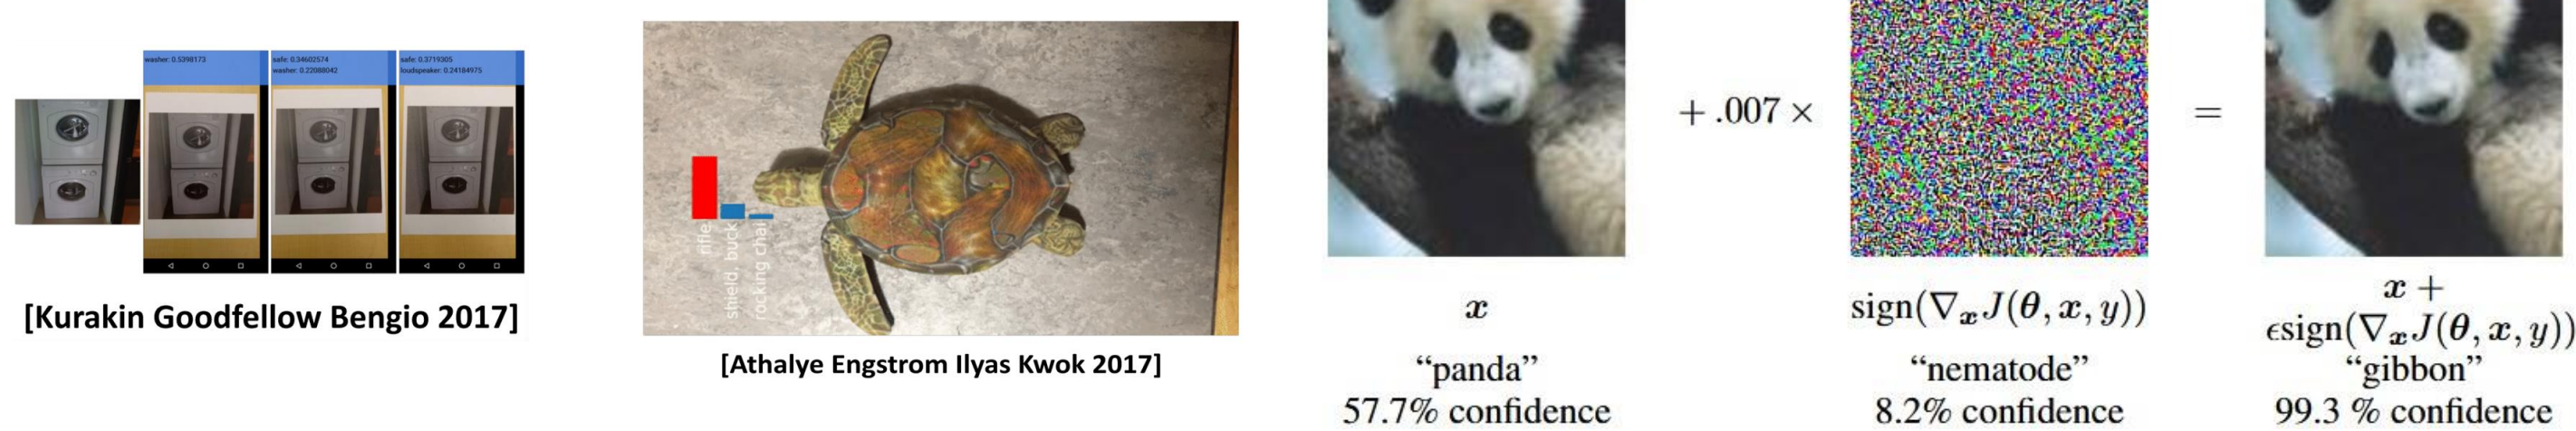 washer: 0.5398173
safe: 0.34602574
washer: 0.22088042
safe: 0.3719305
loudspeaker: 0.24184975
[Kurakin Goodfellow Bengio 2017]
rifle
shield, buck
rocking chair
[Athalye Engstrom Ilyas Kwok 2017]
+ .007 ×
=
x
“panda”
57.7% confidence
sign(∇ₓJ(θ, x, y))
“nematode”
8.2% confidence
x +
ϵsign(∇ₓJ(θ, x, y))
“gibbon”
99.3 % confidence